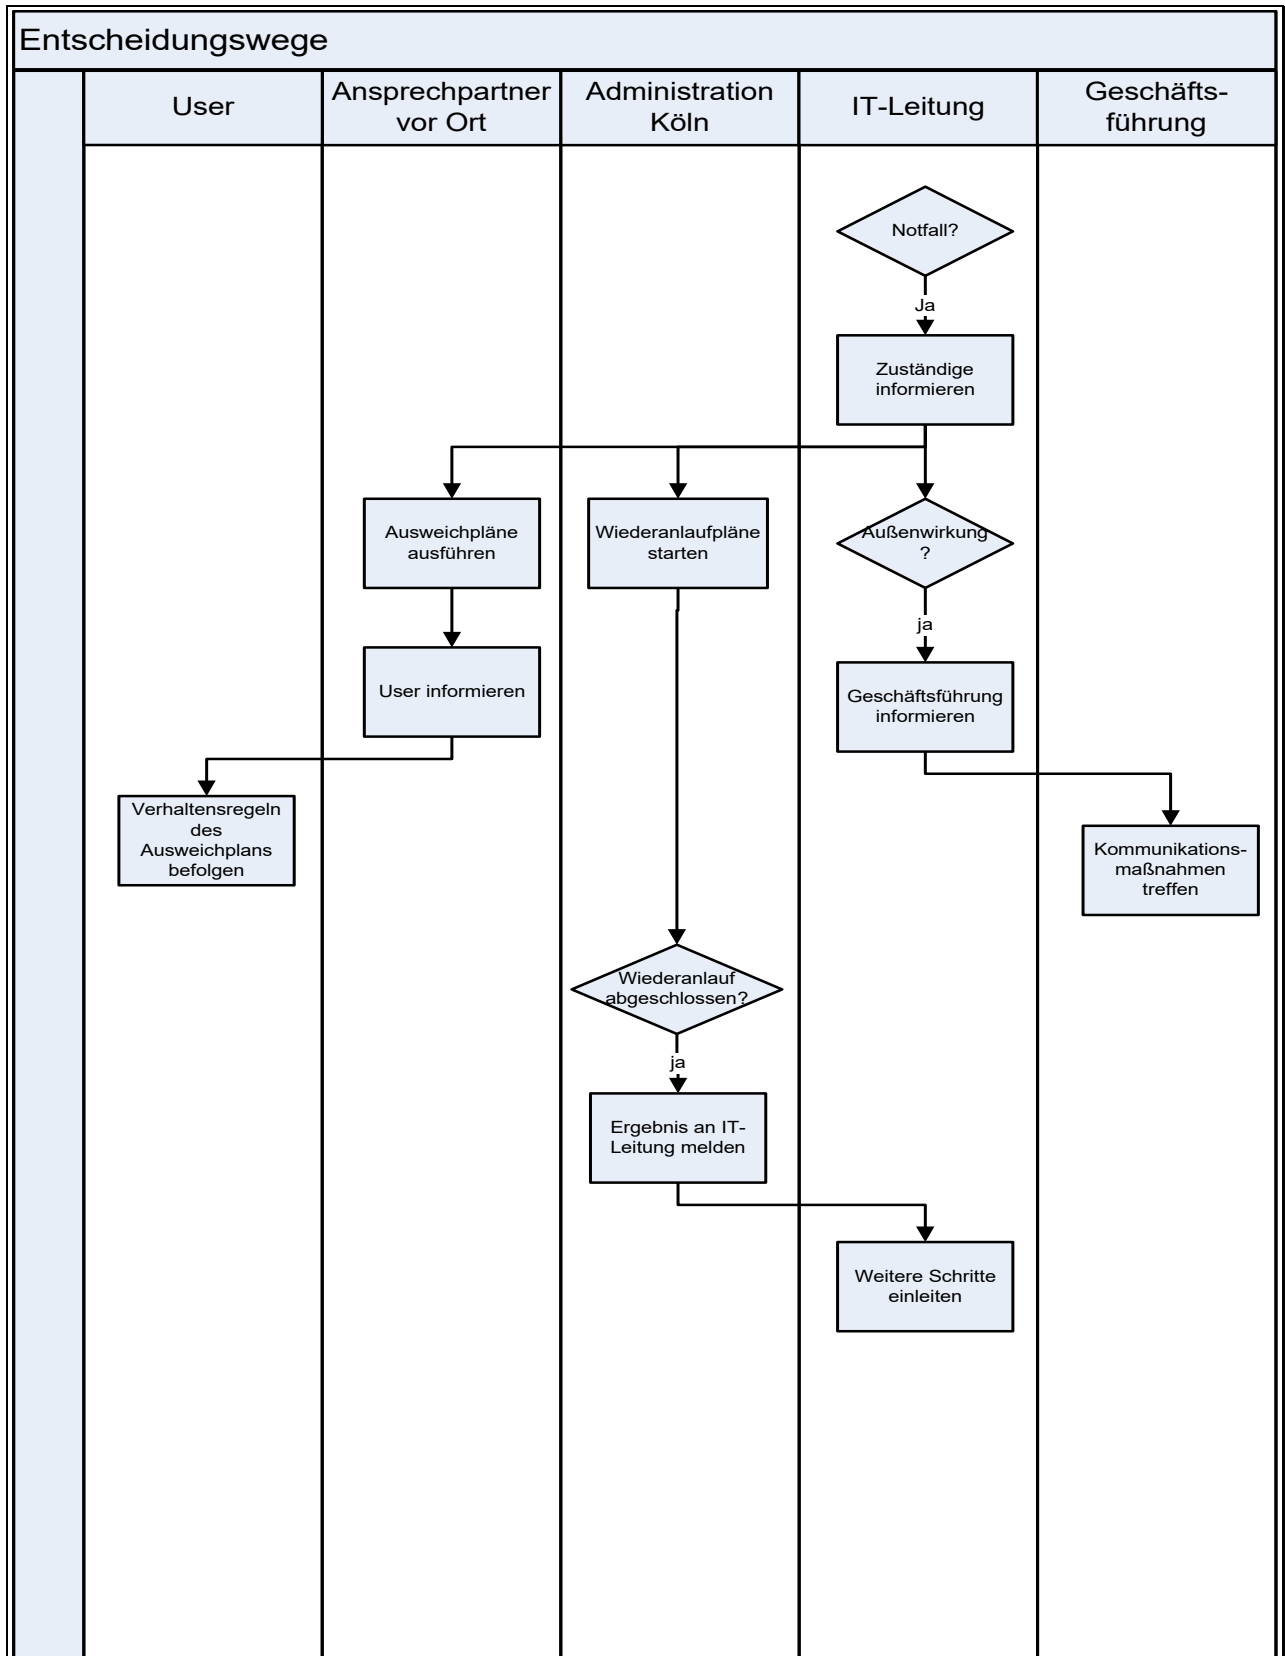 Entscheidungswege
User
Ansprechpartner
vor Ort
Administration
Köln
IT-Leitung
Geschäfts-
führung
Notfall?
Ja
Zuständige
informieren
Ausweichpläne
ausführen
Wiederanlaufpläne
starten
Außenwirkung
?
ja
User informieren
Geschäftsführung
informieren
Verhaltensregeln
des
Ausweichplans
befolgen
Kommunikations-
maßnahmen
treffen
Wiederanlauf
abgeschlossen?
ja
Ergebnis an IT-
Leitung melden
Weitere Schritte
einleiten